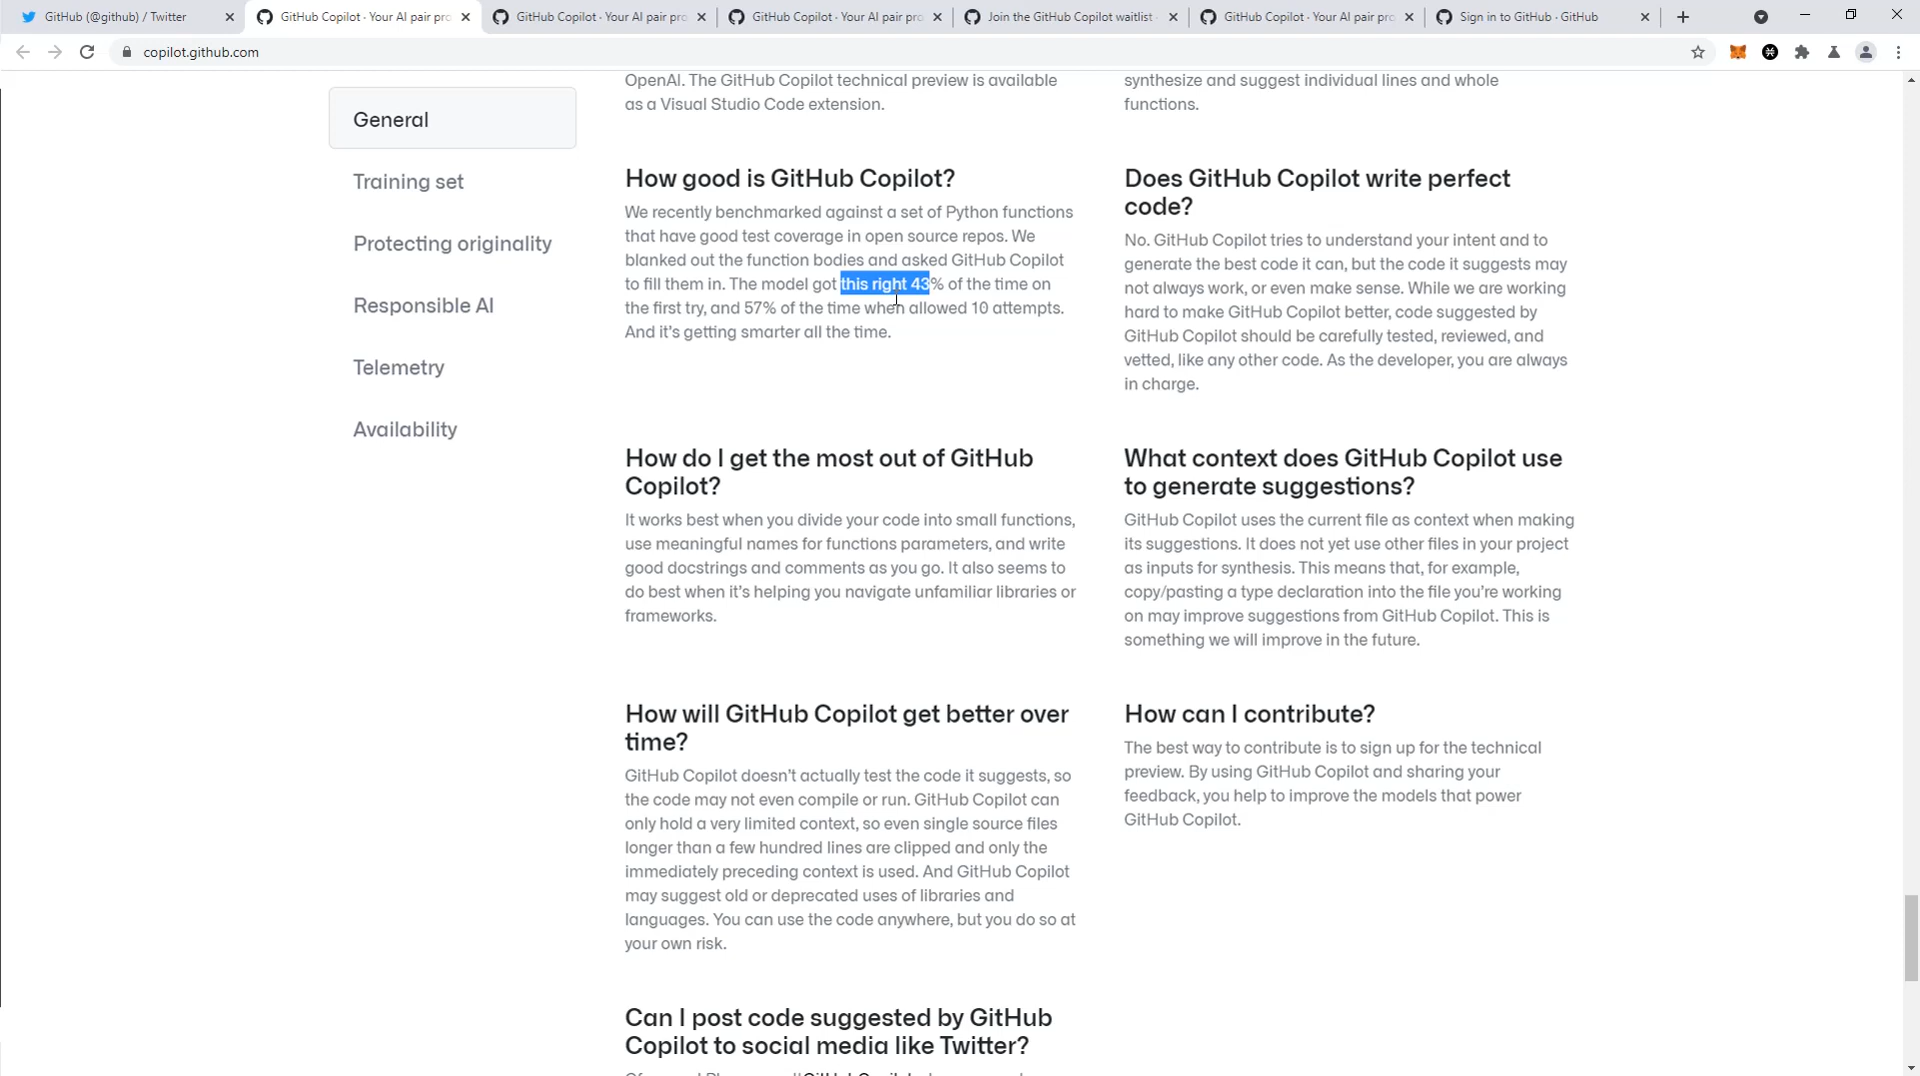 GitHub (@github) / Twitter
GitHub Copilot · Your AI pair pro
GitHub Copilot · Your AI pair pro
GitHub Copilot · Your AI pair pro
Join the GitHub Copilot waitlist ·
GitHub Copilot · Your AI pair pro
Sign in to GitHub · GitHub
copilot.github.com
General
Training set
Protecting originality
Responsible AI
Telemetry
Availability
OpenAI. The GitHub Copilot technical preview is available
as a Visual Studio Code extension.
How good is GitHub Copilot?
We recently benchmarked against a set of Python functions
that have good test coverage in open source repos. We
blanked out the function bodies and asked GitHub Copilot
to fill them in. The model got this right 43% of the time on
the first try, and 57% of the time when allowed 10 attempts.
And it's getting smarter all the time.
How do I get the most out of GitHub
Copilot?
It works best when you divide your code into small functions,
use meaningful names for functions parameters, and write
good docstrings and comments as you go. It also seems to
do best when it's helping you navigate unfamiliar libraries or
frameworks.
How will GitHub Copilot get better over
time?
GitHub Copilot doesn't actually test the code it suggests, so
the code may not even compile or run. GitHub Copilot can
only hold a very limited context, so even single source files
longer than a few hundred lines are clipped and only the
immediately preceding context is used. And GitHub Copilot
may suggest old or deprecated uses of libraries and
languages. You can use the code anywhere, but you do so at
your own risk.
Can I post code suggested by GitHub
Copilot to social media like Twitter?
synthesize and suggest individual lines and whole
functions.
Does GitHub Copilot write perfect
code?
No. GitHub Copilot tries to understand your intent and to
generate the best code it can, but the code it suggests may
not always work, or even make sense. While we are working
hard to make GitHub Copilot better, code suggested by
GitHub Copilot should be carefully tested, reviewed, and
vetted, like any other code. As the developer, you are always
in charge.
What context does GitHub Copilot use
to generate suggestions?
GitHub Copilot uses the current file as context when making
its suggestions. It does not yet use other files in your project
as inputs for synthesis. This means that, for example,
copy/pasting a type declaration into the file you're working
on may improve suggestions from GitHub Copilot. This is
something we will improve in the future.
How can I contribute?
The best way to contribute is to sign up for the technical
preview. By using GitHub Copilot and sharing your
feedback, you help to improve the models that power
GitHub Copilot.